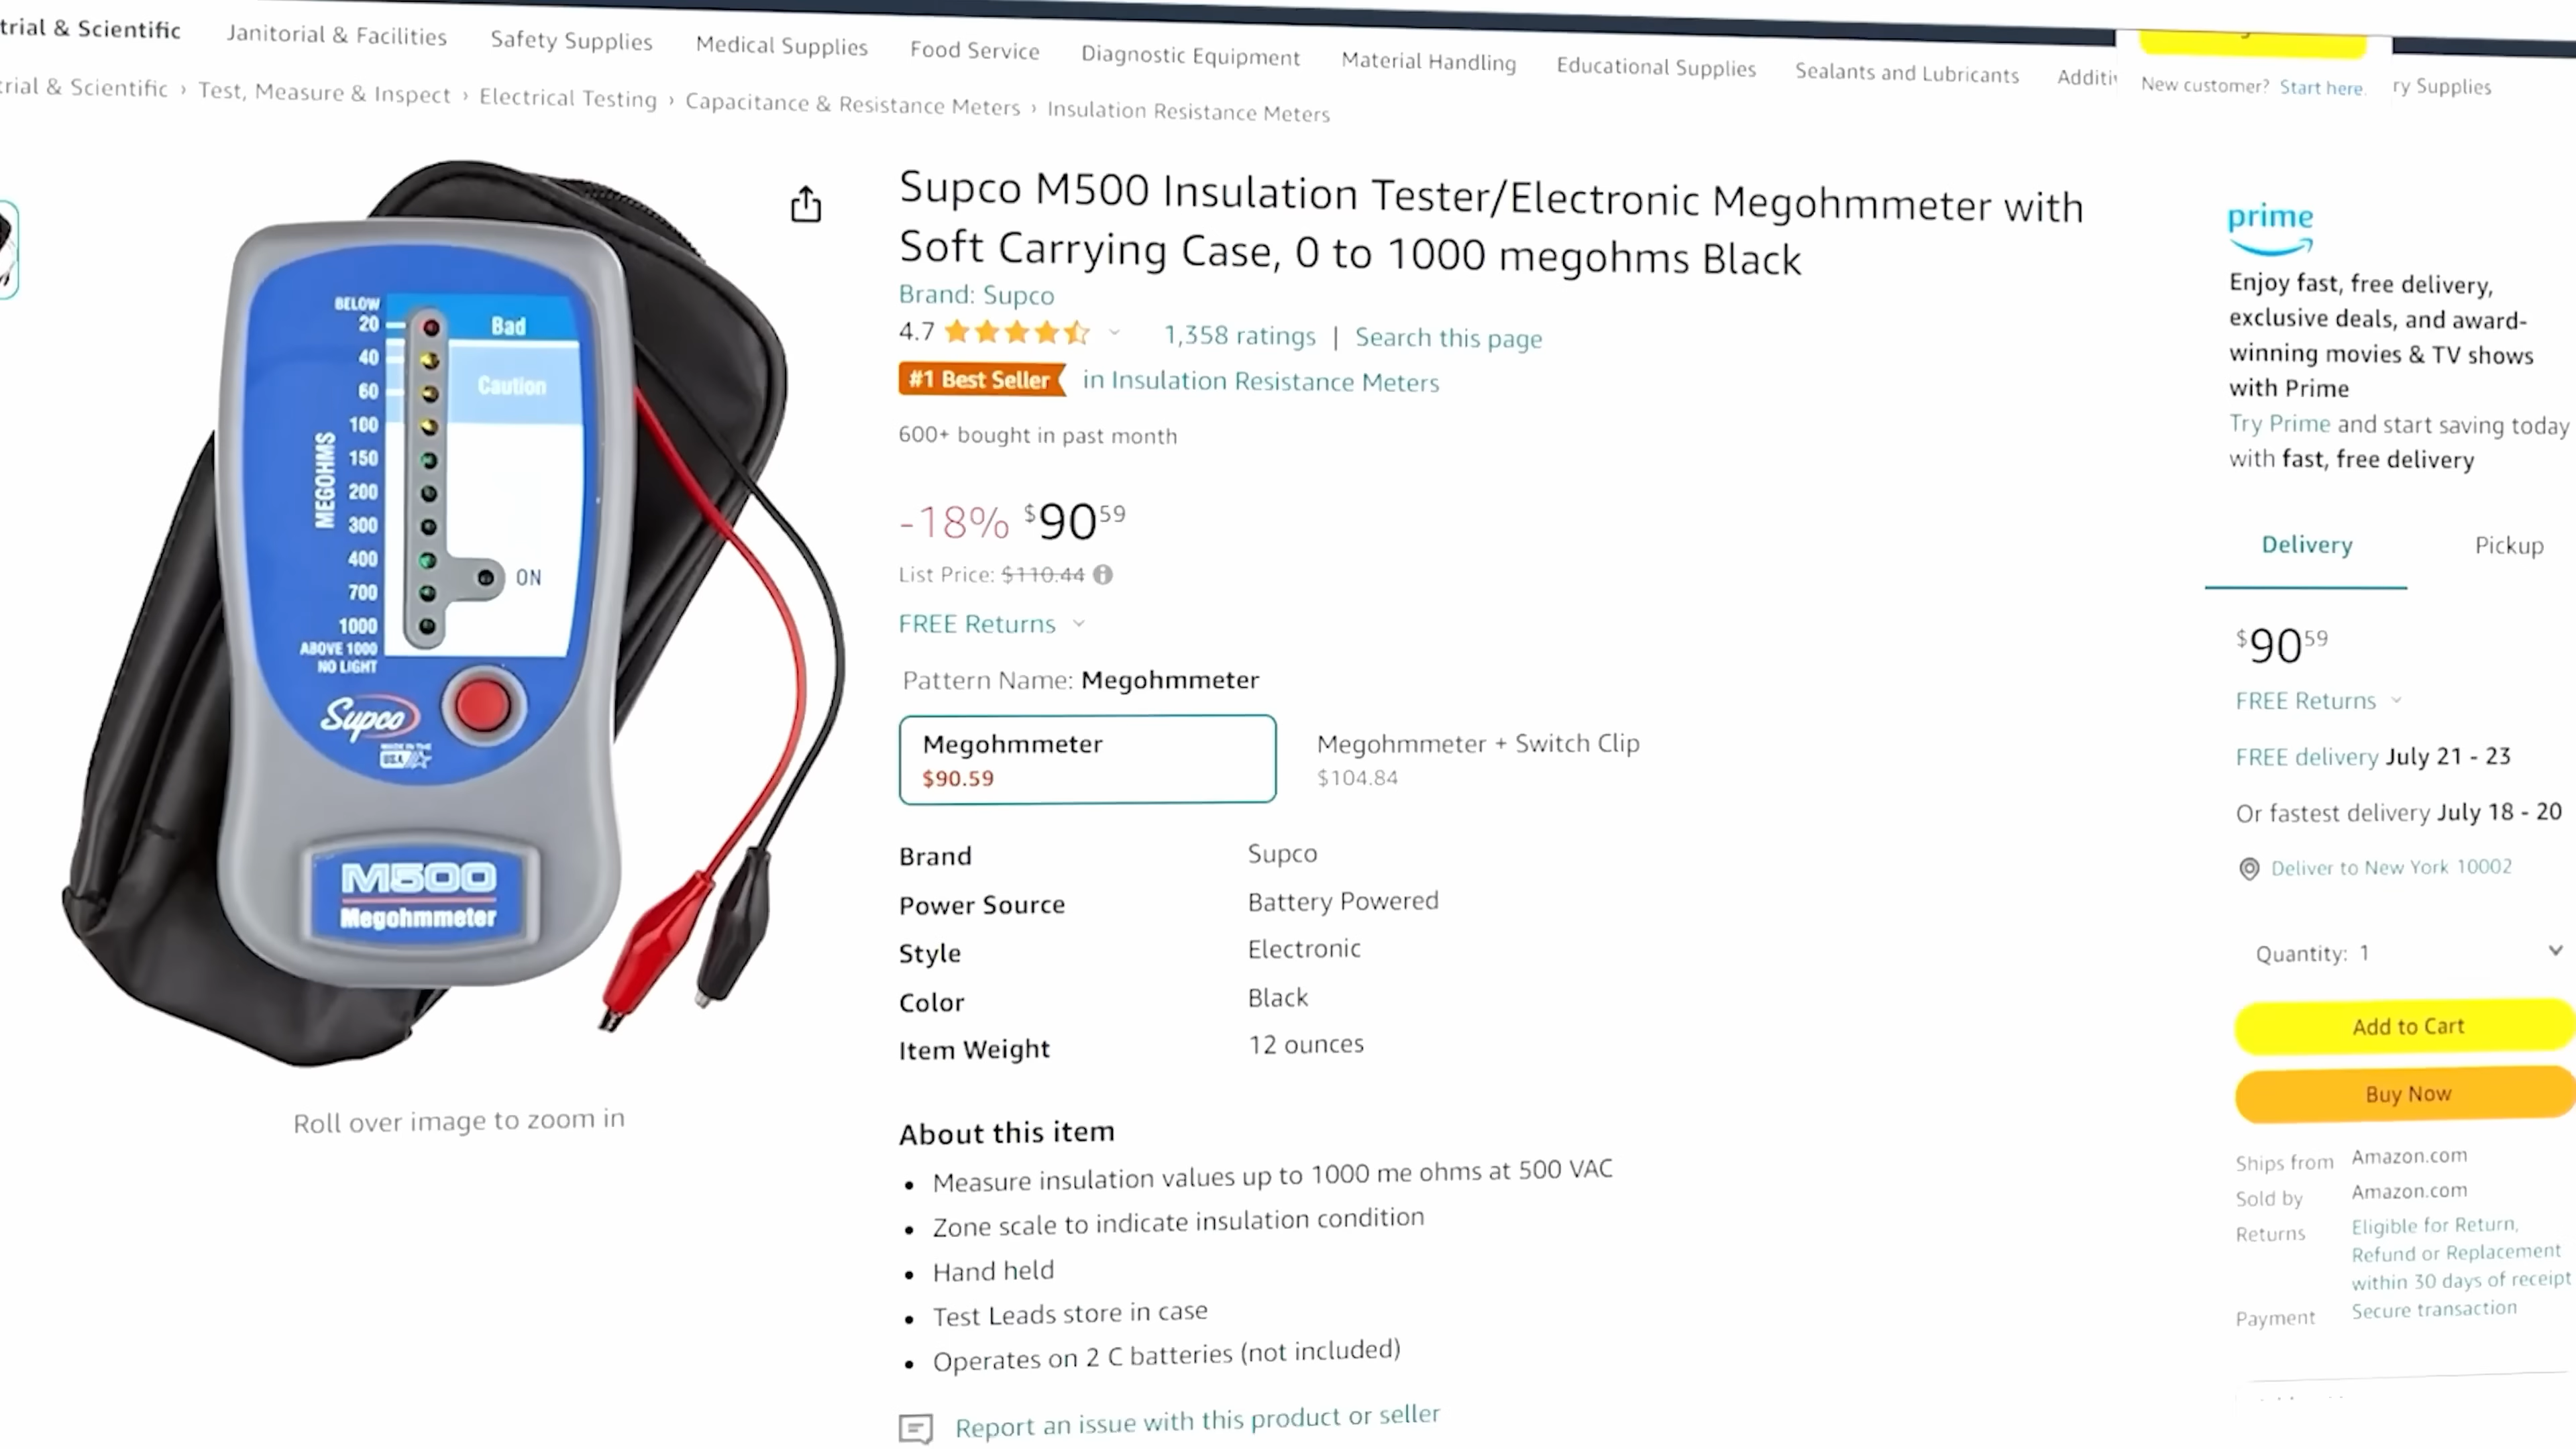 trial & Scientific Janitorial & Facilities Safety Supplies Medical Supplies Food Service Diagnostic Equipment Material Handling Educational Supplies Sealants and Lubricants Additiv ry Supplies
New customer? Start here.
trial & Scientific › Test, Measure & Inspect › Electrical Testing › Capacitance & Resistance Meters › Insulation Resistance Meters
BELOW
20 Bad
40
60 Caution
100
150
200
300
400
ON
700
1000
ABOVE 1000
NO LIGHT
MEGOHMS
Supco
MADE IN THE
USA
M500
Megohmmeter
Roll over image to zoom in
Supco M500 Insulation Tester/Electronic Megohmmeter with
Soft Carrying Case, 0 to 1000 megohms Black
Brand: Supco
4.7 1,358 ratings | Search this page
#1 Best Seller in Insulation Resistance Meters
600+ bought in past month
-18% $90 59
List Price: $110.44
FREE Returns
Pattern Name: Megohmmeter
Megohmmeter
$90.59
Megohmmeter + Switch Clip
$104.84
Brand Supco
Power Source Battery Powered
Style Electronic
Color Black
Item Weight 12 ounces
About this item
• Measure insulation values up to 1000 me ohms at 500 VAC
• Zone scale to indicate insulation condition
• Hand held
• Test Leads store in case
• Operates on 2 C batteries (not included)
Report an issue with this product or seller
prime
Enjoy fast, free delivery,
exclusive deals, and award-
winning movies & TV shows
with Prime
Try Prime and start saving today
with fast, free delivery
Delivery Pickup
$90 59
FREE Returns
FREE delivery July 21 - 23
Or fastest delivery July 18 - 20
Deliver to New York 10002
Quantity: 1
Add to Cart
Buy Now
Ships from Amazon.com
Sold by Amazon.com
Returns Eligible for Return,
Refund or Replacement
within 30 days of receipt
Payment Secure transaction